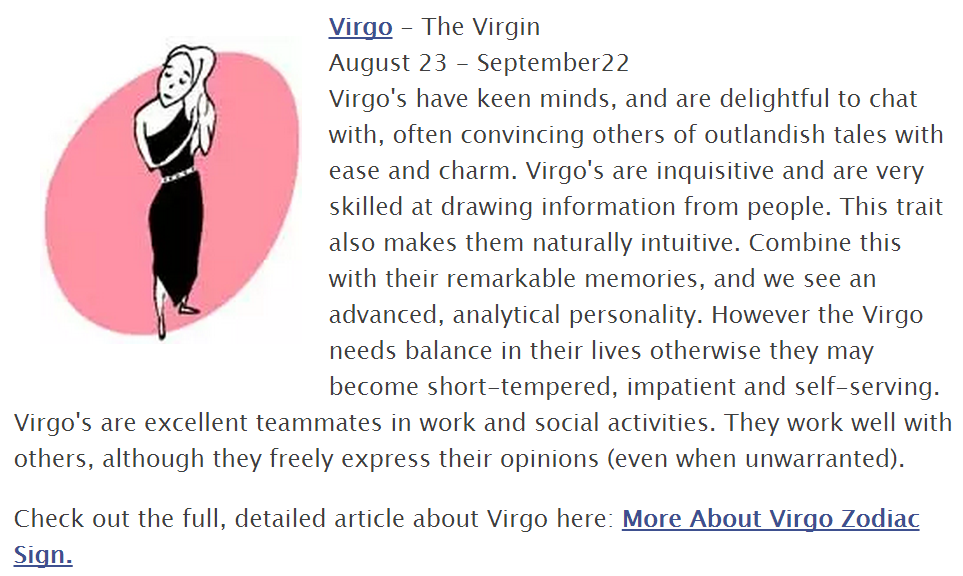 Virgo – The Virgin
August 23 – September22
Virgo's have keen minds, and are delightful to chat
with, often convincing others of outlandish tales with
ease and charm. Virgo's are inquisitive and are very
skilled at drawing information from people. This trait
also makes them naturally intuitive. Combine this
with their remarkable memories, and we see an
advanced, analytical personality. However the Virgo
needs balance in their lives otherwise they may
become short-tempered, impatient and self-serving.
Virgo's are excellent teammates in work and social activities. They work well with
others, although they freely express their opinions (even when unwarranted).
Check out the full, detailed article about Virgo here: More About Virgo Zodiac
Sign.